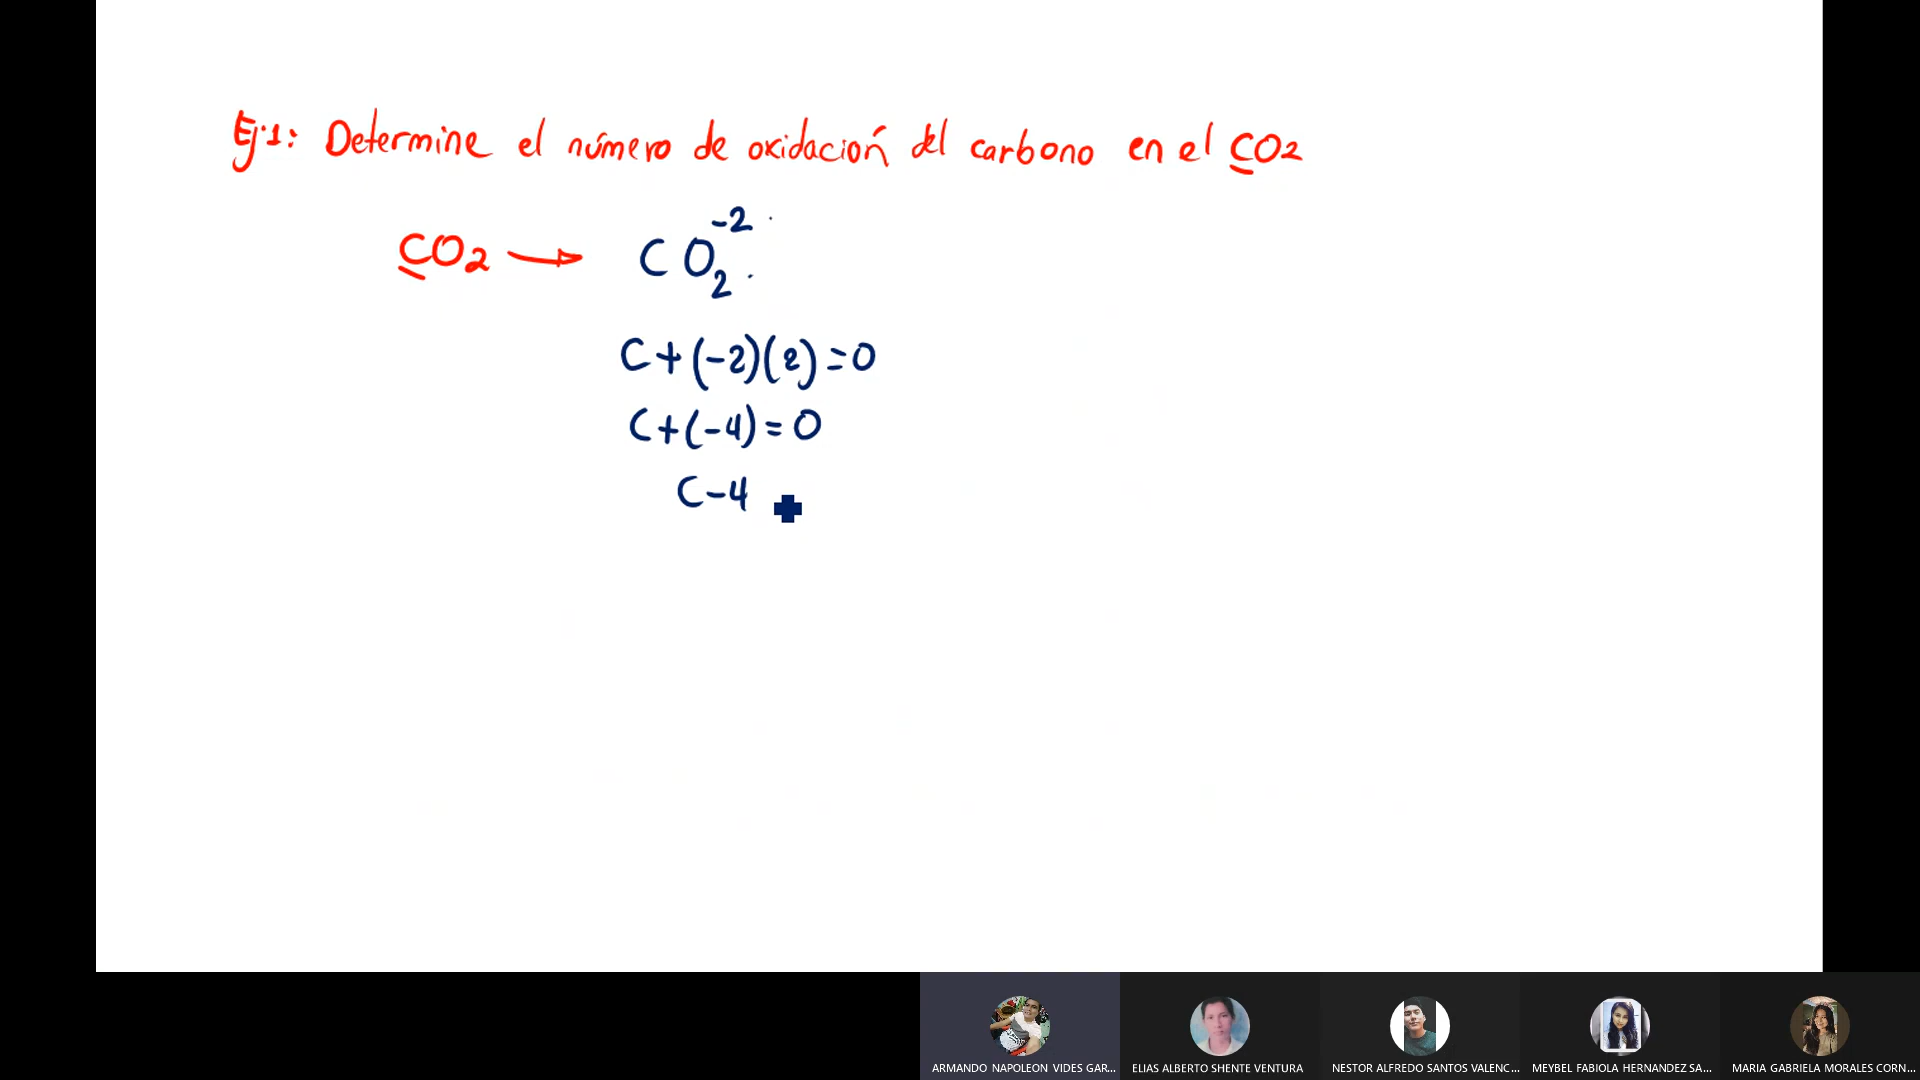 Ej.1: Determine el número de oxidación del carbono en el CO2
CO2 → CO2-2
C+(-2)(2)=0
C+(-4)=0
C-4
ARMANDO NAPOLEON VIDES GAR...
ELIAS ALBERTO SHENTE VENTURA
NESTOR ALFREDO SANTOS VALENC...
MEYBEL FABIOLA HERNANDEZ SA...
MARIA GABRIELA MORALES CORN...